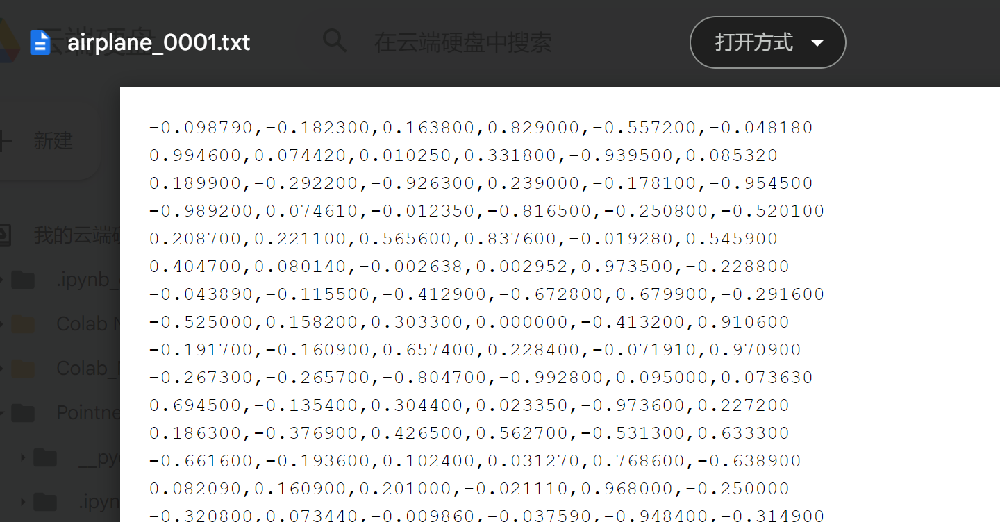 云端硬盘
airplane_0001.txt
在云端硬盘中搜索
打开方式
新建
我的云端硬
.ipynb_
Colab
Colab_
Pointne
__py
.ipyn
-0.098790,-0.182300,0.163800,0.829000,-0.557200,-0.048180
0.994600,0.074420,0.010250,0.331800,-0.939500,0.085320
0.189900,-0.292200,-0.926300,0.239000,-0.178100,-0.954500
-0.989200,0.074610,-0.012350,-0.816500,-0.250800,-0.520100
0.208700,0.221100,0.565600,0.837600,-0.019280,0.545900
0.404700,0.080140,-0.002638,0.002952,0.973500,-0.228800
-0.043890,-0.115500,-0.412900,-0.672800,0.679900,-0.291600
-0.525000,0.158200,0.303300,0.000000,-0.413200,0.910600
-0.191700,-0.160900,0.657400,0.228400,-0.071910,0.970900
-0.267300,-0.265700,-0.804700,-0.992800,0.095000,0.073630
0.694500,-0.135400,0.304400,0.023350,-0.973600,0.227200
0.186300,-0.376900,0.426500,0.562700,-0.531300,0.633300
-0.661600,-0.193600,0.102400,0.031270,0.768600,-0.638900
0.082090,0.160900,0.201000,-0.021110,0.968000,-0.250000
-0.320800,0.073440,-0.009860,-0.037590,-0.948400,-0.314900